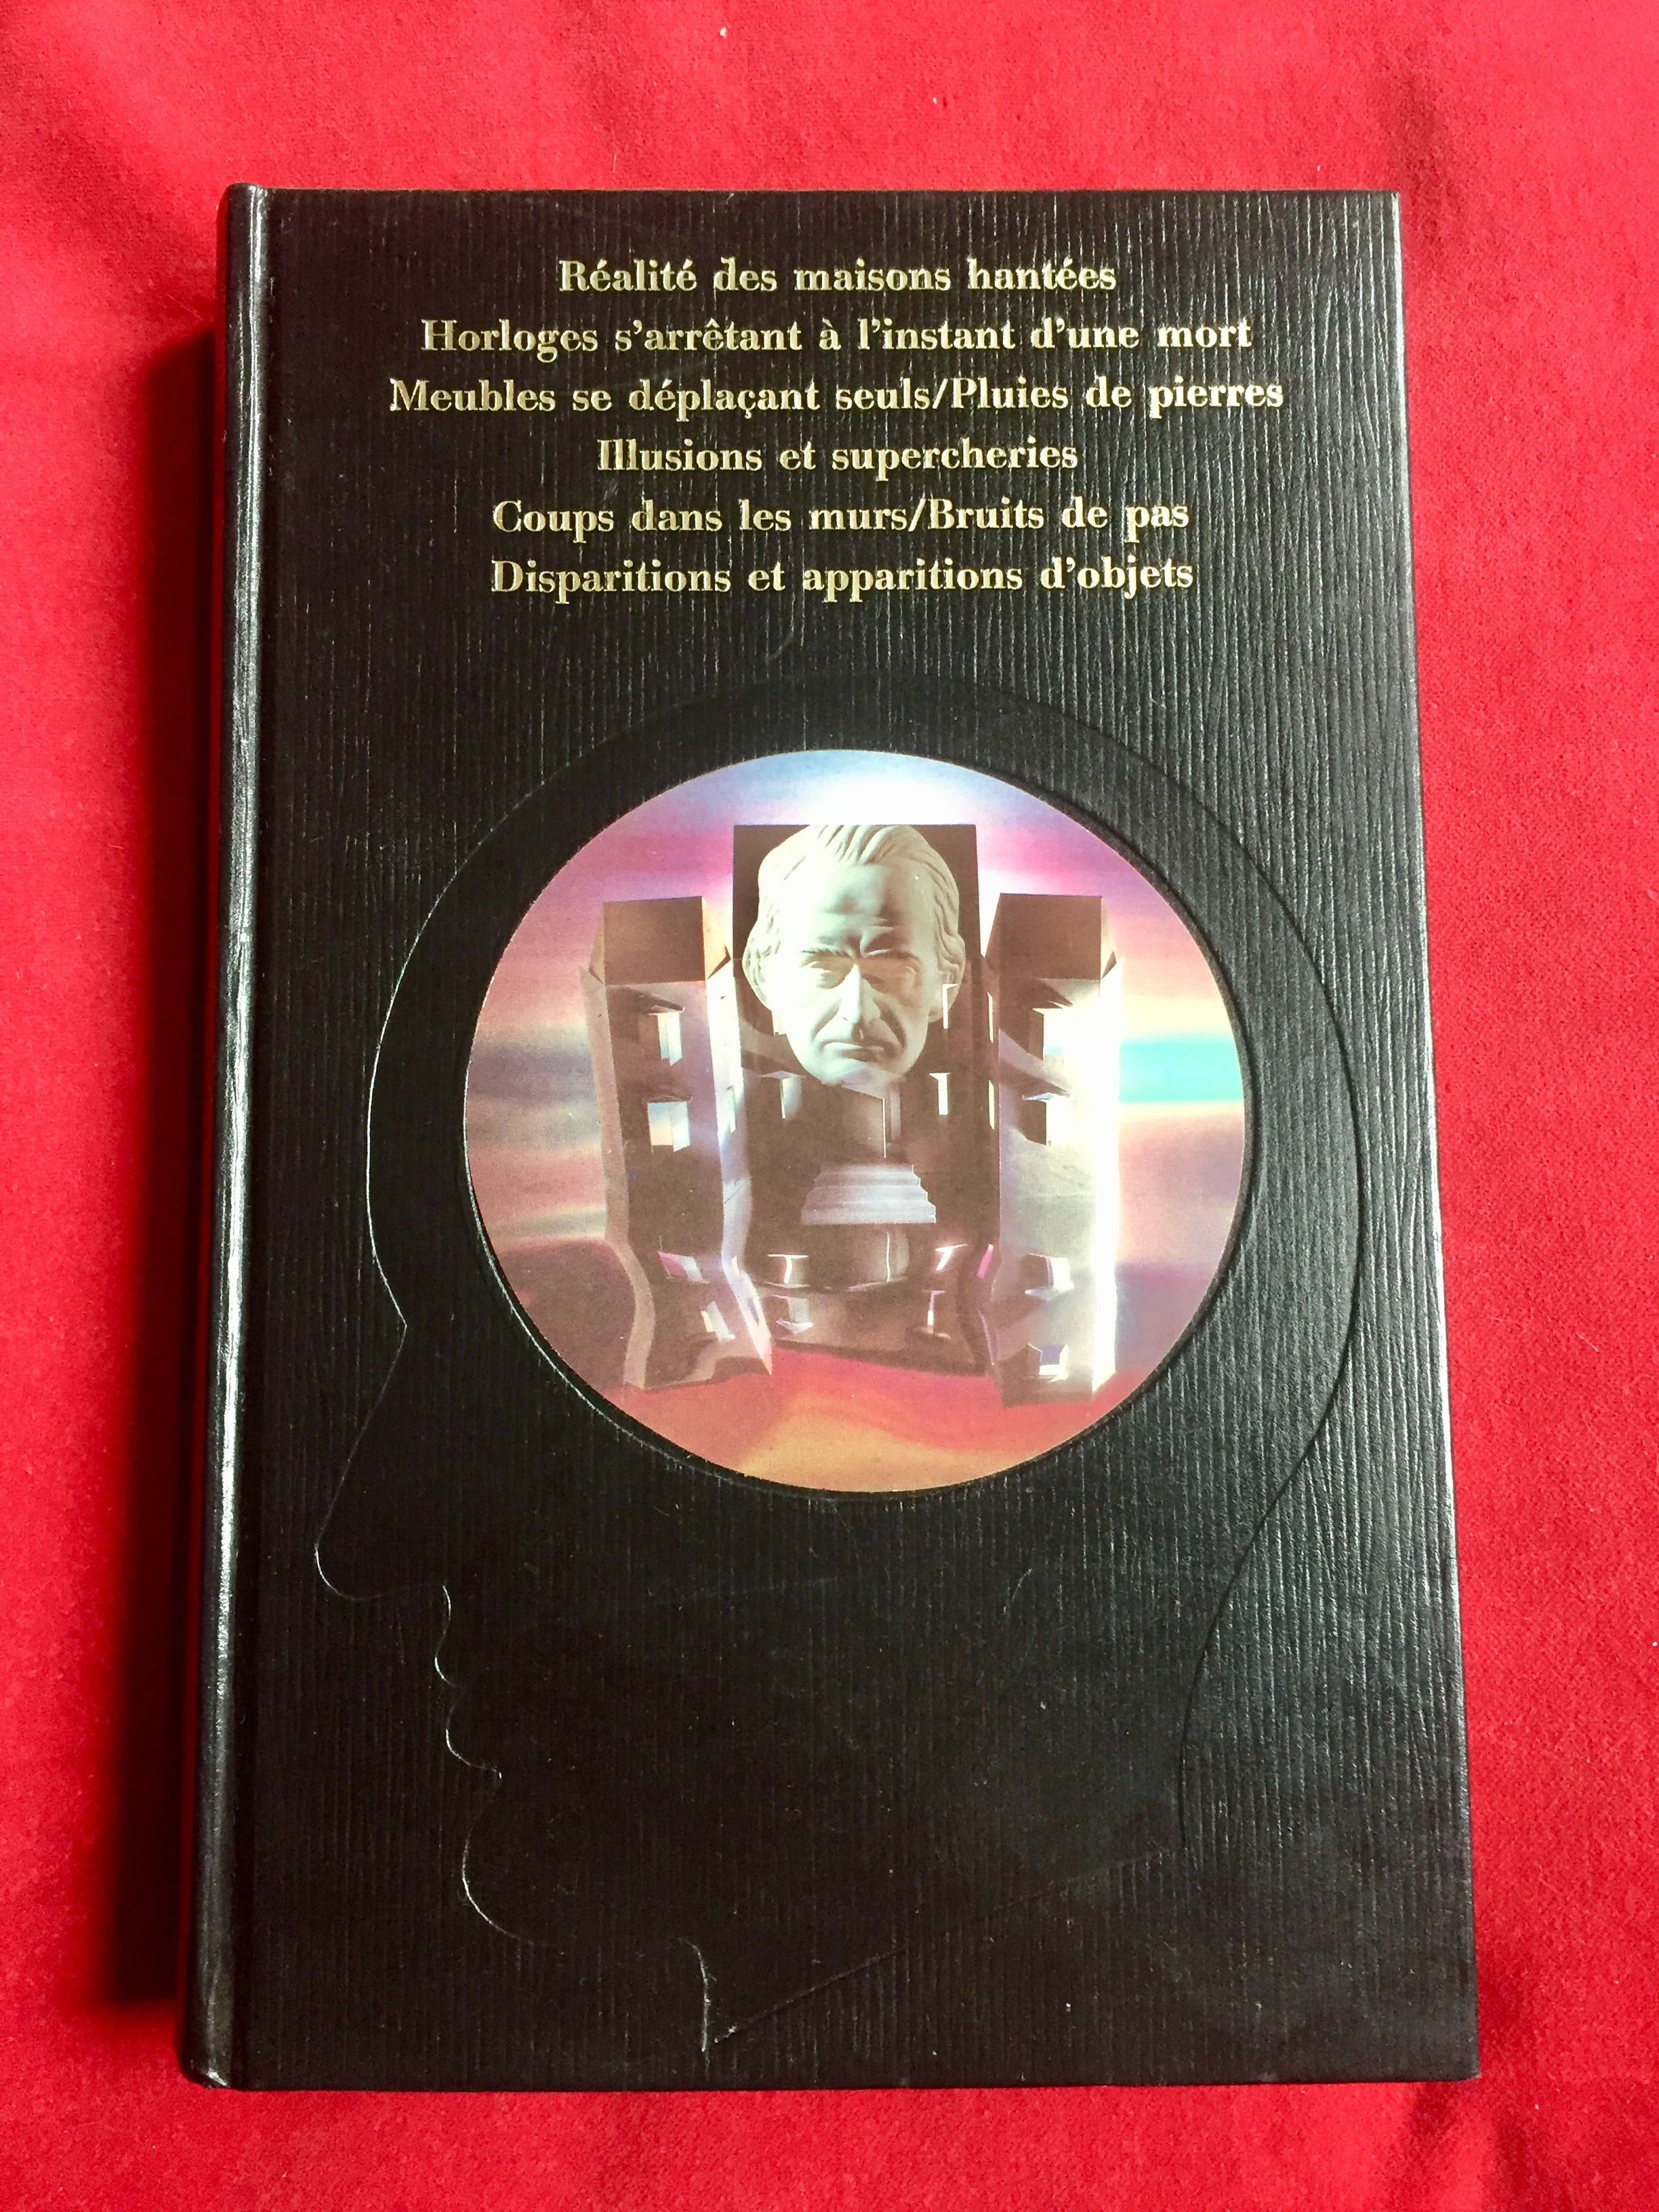 Réalité des maisons hantées
Horloges s'arrêtant à l'instant d'une mort
Meubles se déplaçant seuls/Pluies de pierres
Illusions et supercheries
Coups dans les murs/Bruits de pas
Disparitions et apparitions d'objets